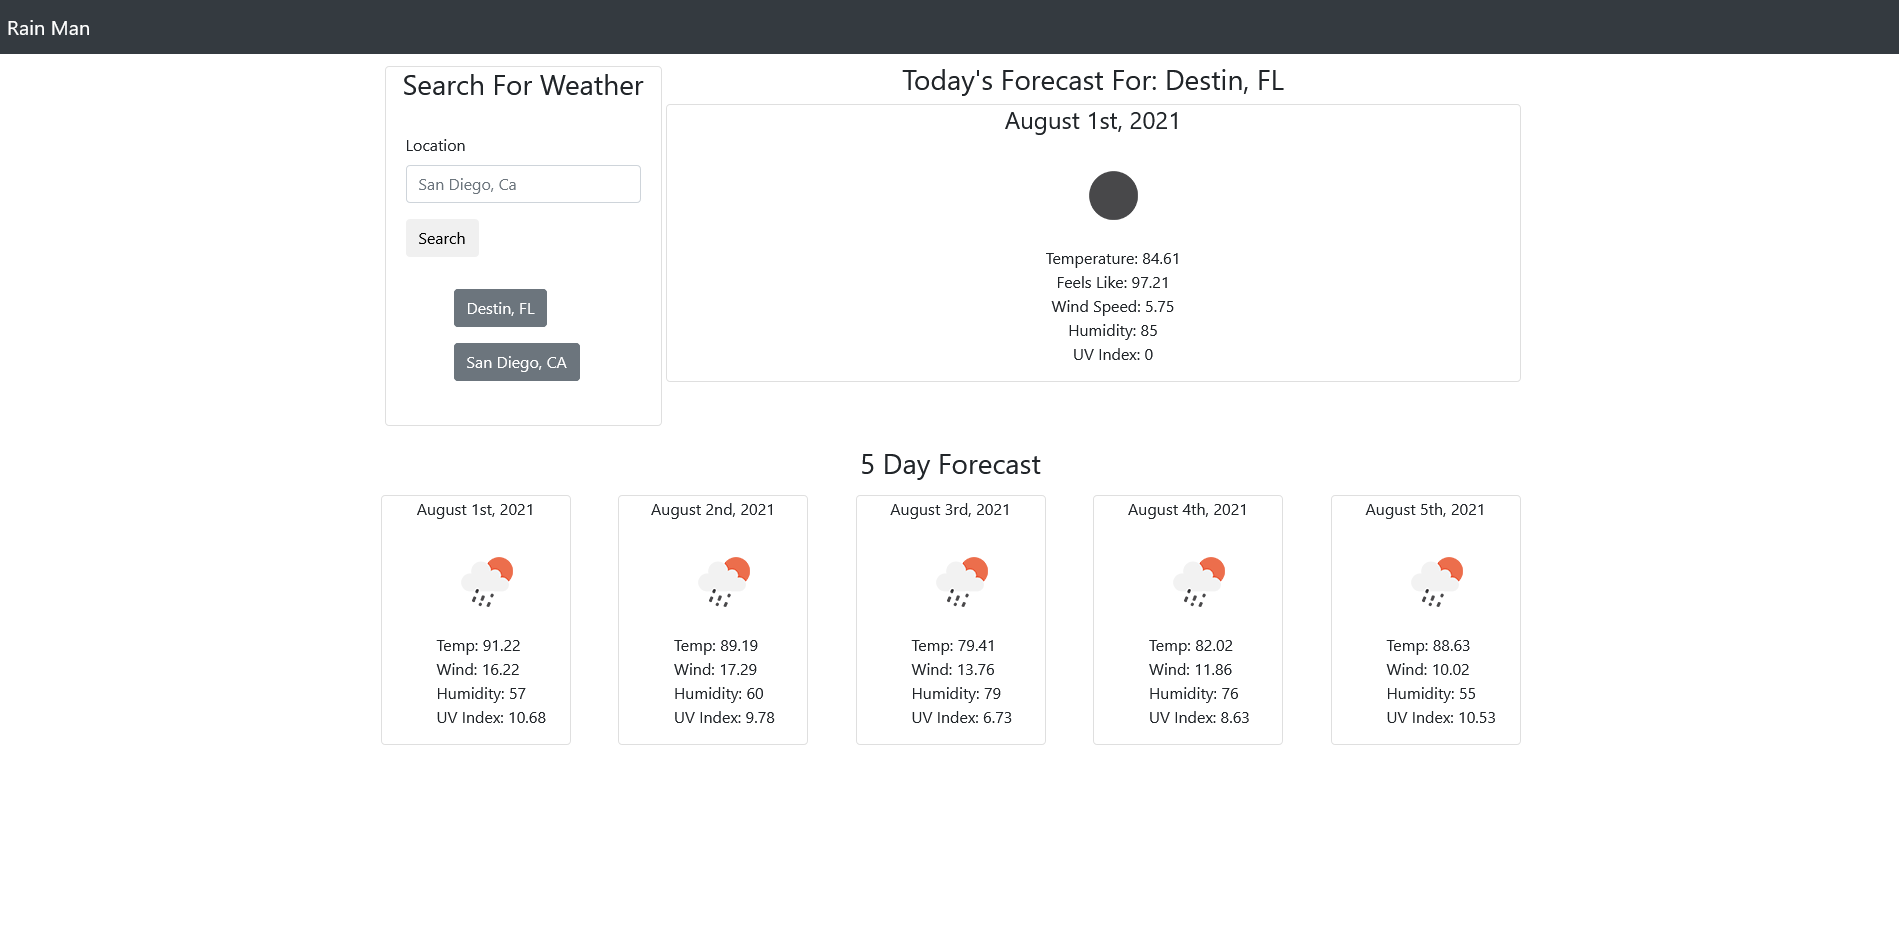 Rain Man
Search For Weather
Location
San Diego, Ca
Search
Destin, FL
San Diego, CA
Today's Forecast For: Destin, FL
August 1st, 2021
Temperature: 84.61
Feels Like: 97.21
Wind Speed: 5.75
Humidity: 85
UV Index: 0
5 Day Forecast
August 1st, 2021
Temp: 91.22
Wind: 16.22
Humidity: 57
UV Index: 10.68
August 2nd, 2021
Temp: 89.19
Wind: 17.29
Humidity: 60
UV Index: 9.78
August 3rd, 2021
Temp: 79.41
Wind: 13.76
Humidity: 79
UV Index: 6.73
August 4th, 2021
Temp: 82.02
Wind: 11.86
Humidity: 76
UV Index: 8.63
August 5th, 2021
Temp: 88.63
Wind: 10.02
Humidity: 55
UV Index: 10.53